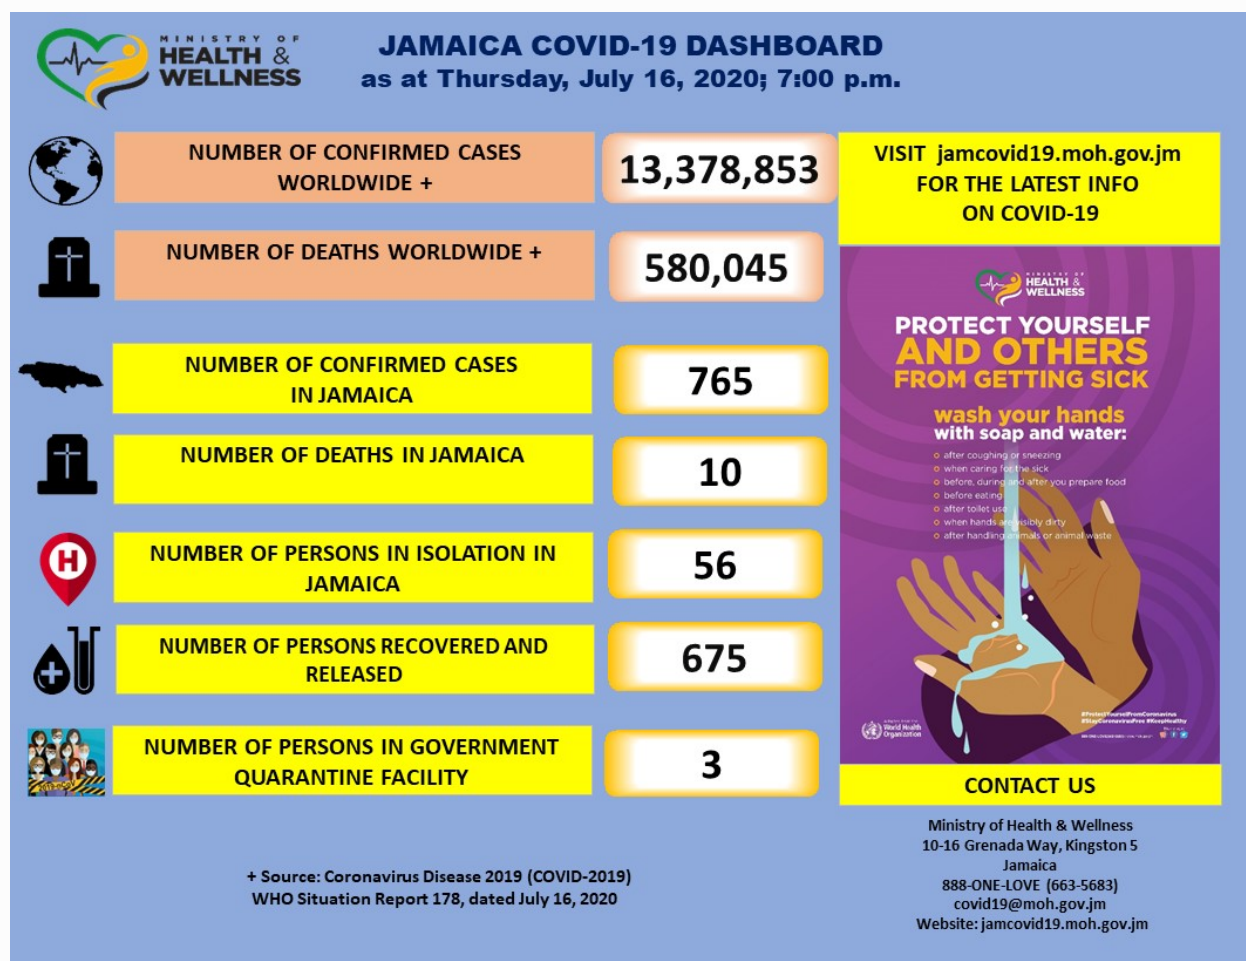 MINISTRY OF
HEALTH &
WELLNESS
JAMAICA COVID-19 DASHBOARD
as at Thursday, July 16, 2020; 7:00 p.m.
NUMBER OF CONFIRMED CASES
WORLDWIDE +
13,378,853
NUMBER OF DEATHS WORLDWIDE +
580,045
NUMBER OF CONFIRMED CASES
IN JAMAICA
765
NUMBER OF DEATHS IN JAMAICA
10
H
NUMBER OF PERSONS IN ISOLATION IN
JAMAICA
56
NUMBER OF PERSONS RECOVERED AND
RELEASED
675
NUMBER OF PERSONS IN GOVERNMENT
QUARANTINE FACILITY
3
+ Source: Coronavirus Disease 2019 (COVID-2019)
WHO Situation Report 178, dated July 16, 2020
VISIT jamcovid19.moh.gov.jm
FOR THE LATEST INFO
ON COVID-19
MINISTRY OF
HEALTH &
WELLNESS
PROTECT YOURSELF
AND OTHERS
FROM GETTING SICK
wash your hands
with soap and water:
after coughing or sneezing
when caring for the sick
before, during and after you prepare food
before eating
after toilet use
when hands are visibly dirty
after handling animals or animal waste
World Health
Organization
#ProtectYourselfFromCoronavirus
#StayCoronavirusFree #KeepHealthy
CONTACT US
Ministry of Health & Wellness
10-16 Grenada Way, Kingston 5
Jamaica
888-ONE-LOVE (663-5683)
covid19@moh.gov.jm
Website: jamcovid19.moh.gov.jm